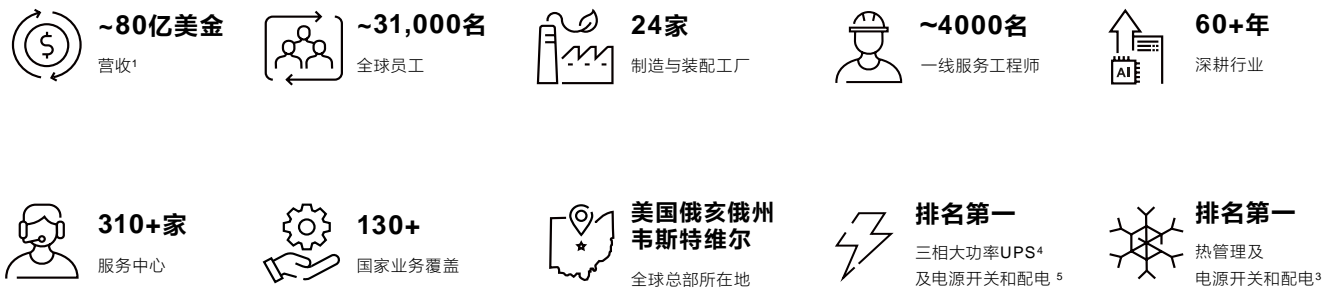 ~80亿美金
营收¹
~31,000名
全球员工
24家
制造与装配工厂
~4000名
一线服务工程师
AI
60+年
深耕行业
310+家
服务中心
130+
国家业务覆盖
美国俄亥俄州
韦斯特维尔
全球总部所在地
排名第一
三相大功率UPS⁴
及电源开关和配电 ⁵
排名第一
热管理及
电源开关和配电³